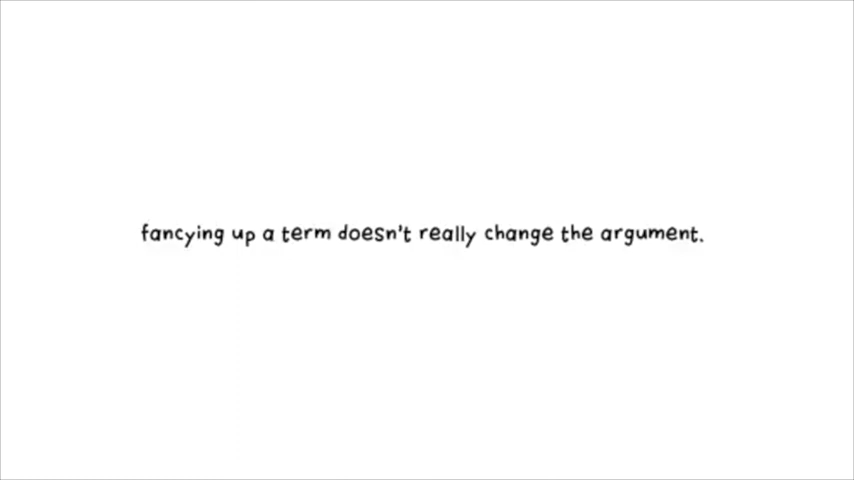 fancying up a term doesn't really change the argument.